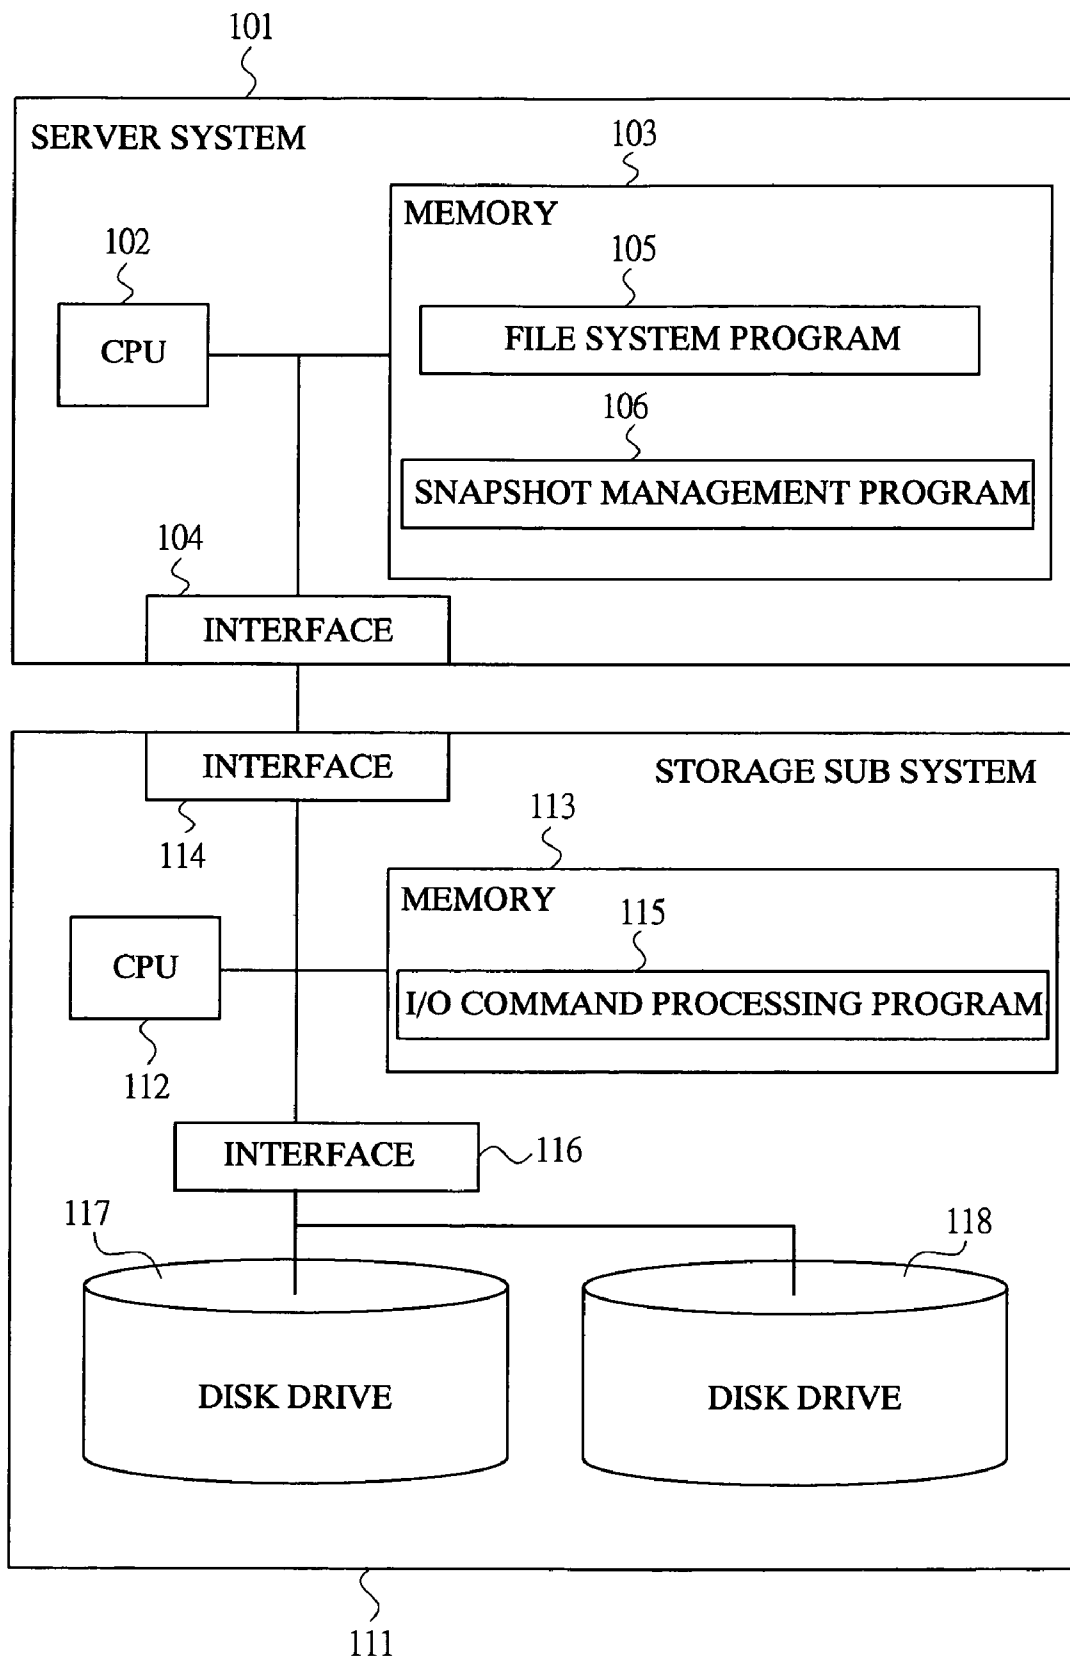 101
SERVER SYSTEM
103
MEMORY
102
105
CPU
FILE SYSTEM PROGRAM
106
SNAPSHOT MANAGEMENT PROGRAM
104
INTERFACE
INTERFACE
STORAGE SUB SYSTEM
114
113
MEMORY
115
CPU
I/O COMMAND PROCESSING PROGRAM
112
INTERFACE
116
117
118
DISK DRIVE
DISK DRIVE
111